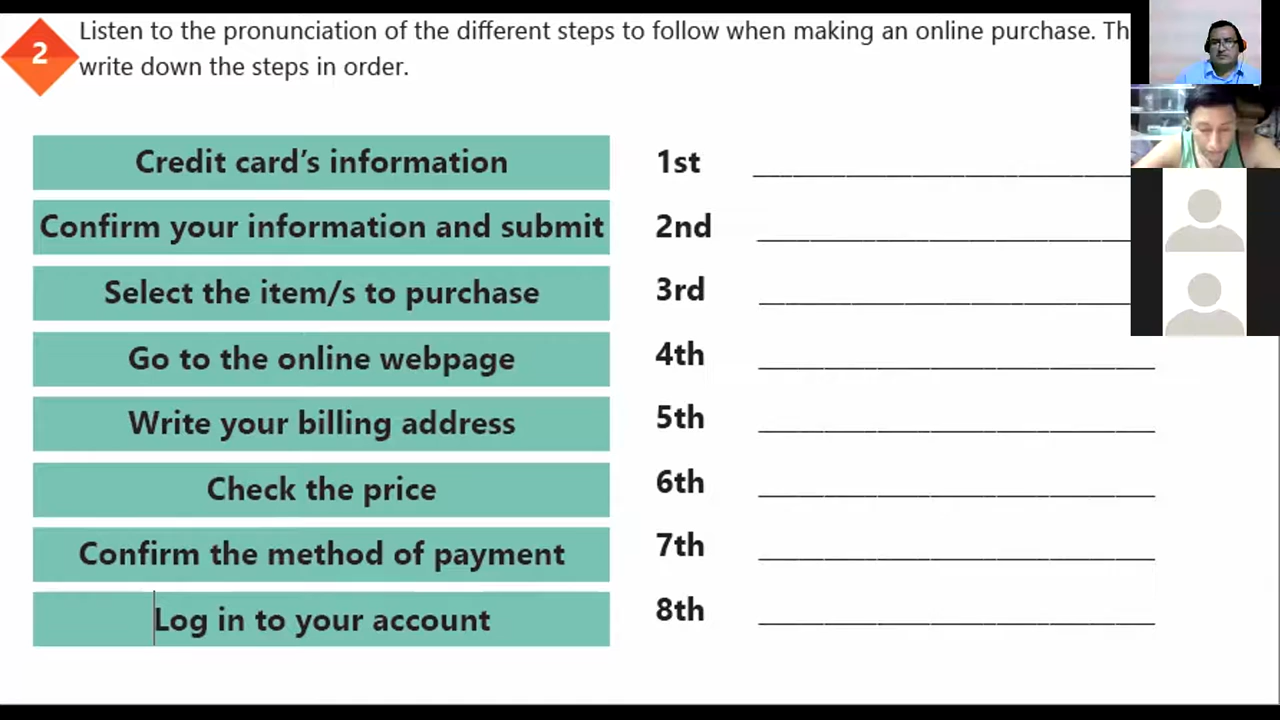 2
Listen to the pronunciation of the different steps to follow when making an online purchase. Th
write down the steps in order.
Credit card's information
Confirm your information and submit
Select the item/s to purchase
Go to the online webpage
Write your billing address
Check the price
Confirm the method of payment
Log in to your account
1st
2nd
3rd
4th
5th
6th
7th
8th